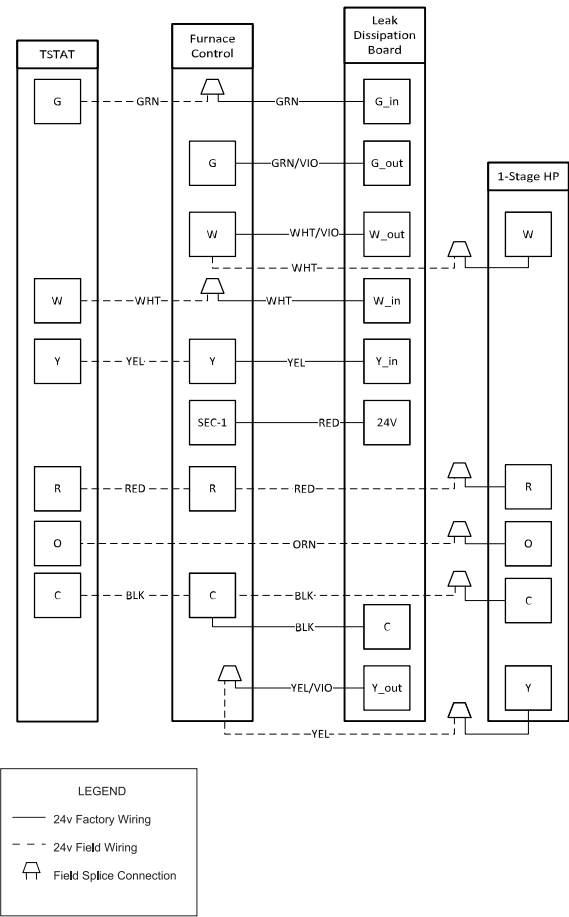 Leak
Dissipation
Board
Furnace
Control
TSTAT
G
GRN
GRN
G_in
G
GRN/VIO
G_out
1-Stage HP
W
WHT/VIO
W_out
W
WHT
W
WHT
WHT
W_in
Y
YEL
Y
YEL
Y_in
SEC-1
RED
24V
R
RED
R
RED
R
O
ORN
O
C
BLK
C
BLK
C
BLK
C
YEL/VIO
Y_out
Y
YEL
LEGEND
24v Factory Wiring
24v Field Wiring
Field Splice Connection